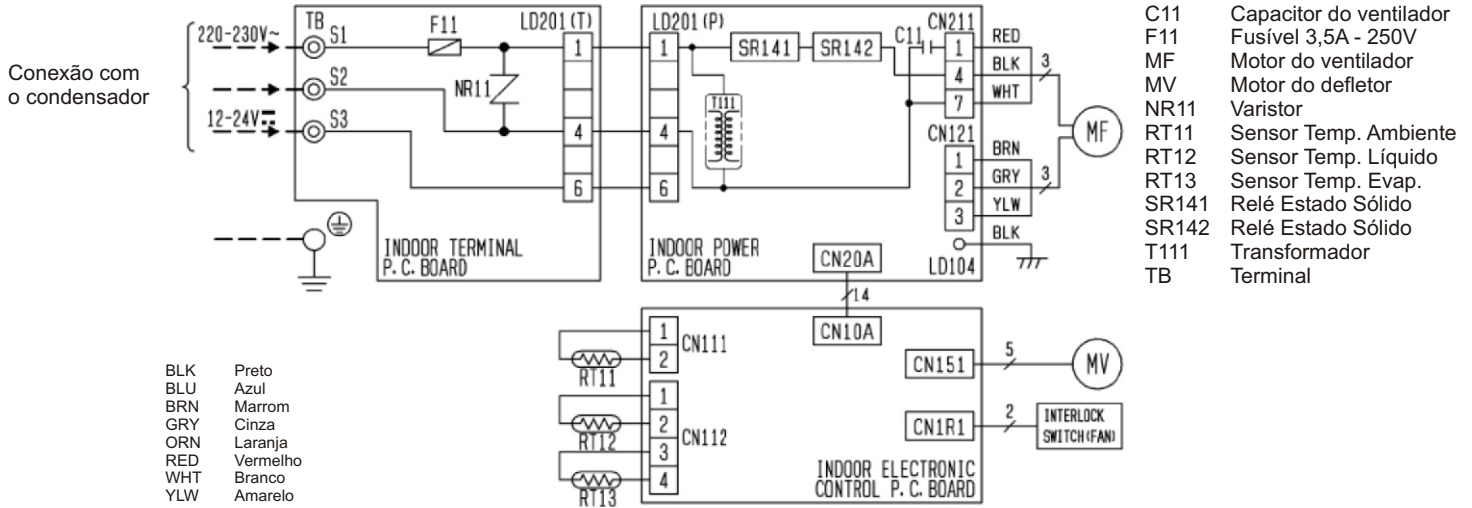 Conexão com
o condensador
220-230V~
12-24V
TB
S1
S2
S3
F11
NR11
LD201(T)
1
4
6
INDOOR TERMINAL
P. C. BOARD
LD201(P)
1
4
6
T111
SR141
SR142
C11
CN211
1
4
7
RED
BLK
WHT
3
CN121
1
2
3
BRN
GRY
YLW
3
MF
BLK
LD104
INDOOR POWER
P. C. BOARD
CN20A
14
CN10A
1
2
CN111
RT11
1
2
3
4
CN112
RT12
RT13
CN151
5
MV
CN1R1
2
INTERLOCK
SWITCH(FAN)
INDOOR ELECTRONIC
CONTROL P. C. BOARD
C11 Capacitor do ventilador
F11 Fusível 3,5A - 250V
MF Motor do ventilador
MV Motor do defletor
NR11 Varistor
RT11 Sensor Temp. Ambiente
RT12 Sensor Temp. Líquido
RT13 Sensor Temp. Evap.
SR141 Relé Estado Sólido
SR142 Relé Estado Sólido
T111 Transformador
TB Terminal
BLK Preto
BLU Azul
BRN Marrom
GRY Cinza
ORN Laranja
RED Vermelho
WHT Branco
YLW Amarelo